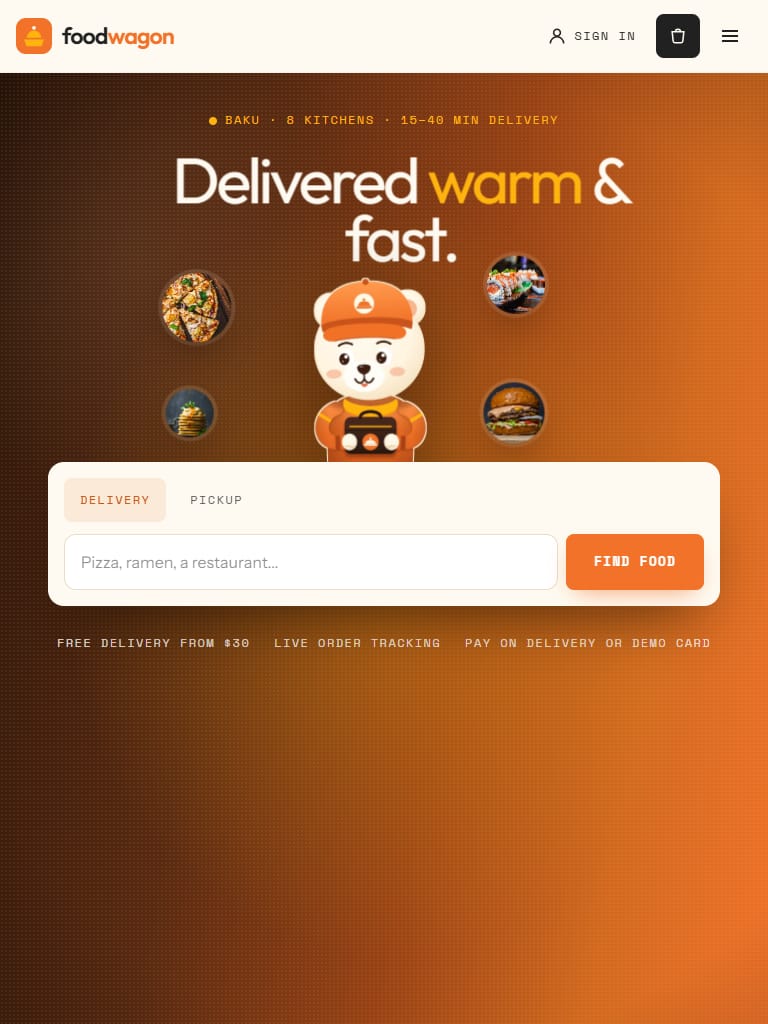 foodwagon
SIGN IN
BAKU · 8 KITCHENS · 15–40 MIN DELIVERY
Delivered warm &
fast.
DELIVERY
PICKUP
Pizza, ramen, a restaurant...
FIND FOOD
FREE DELIVERY FROM $30
LIVE ORDER TRACKING
PAY ON DELIVERY OR DEMO CARD